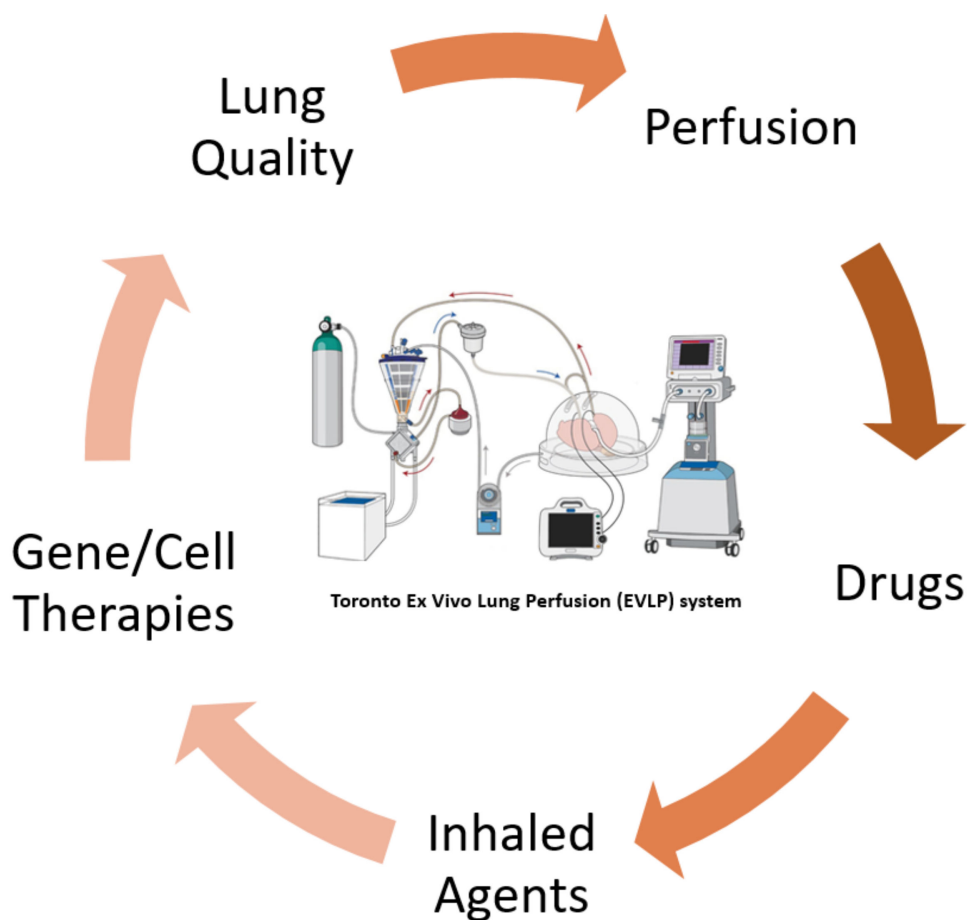 Lung
Quality
Perfusion
Drugs
Inhaled
Agents
Gene/Cell
Therapies
Toronto Ex Vivo Lung Perfusion (EVLP) system